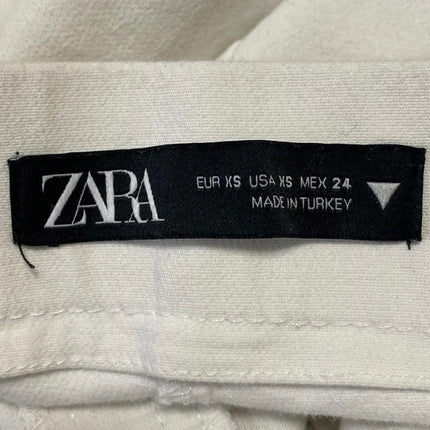 ZARA
EUR XS USA XS MEX 24
MADE IN TURKEY